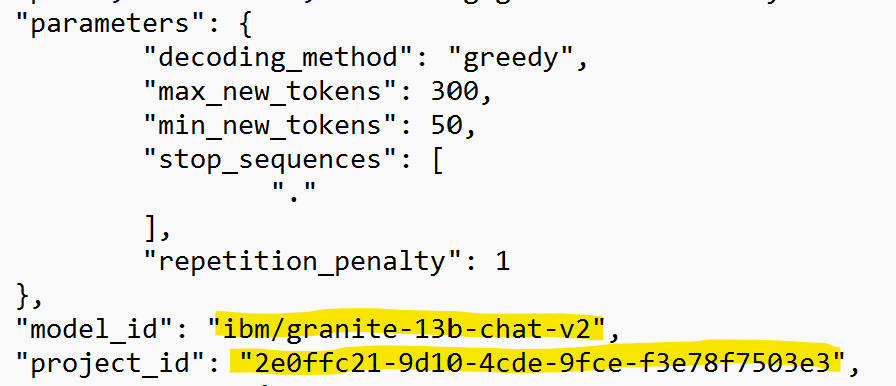 "parameters": {
"decoding_method": "greedy",
"max_new_tokens": 300,
"min_new_tokens": 50,
"stop_sequences": [
"."
],
"repetition_penalty": 1
},
"model_id": "ibm/granite-13b-chat-v2",
"project_id": "2e0ffc21-9d10-4cde-9fce-f3e78f7503e3",